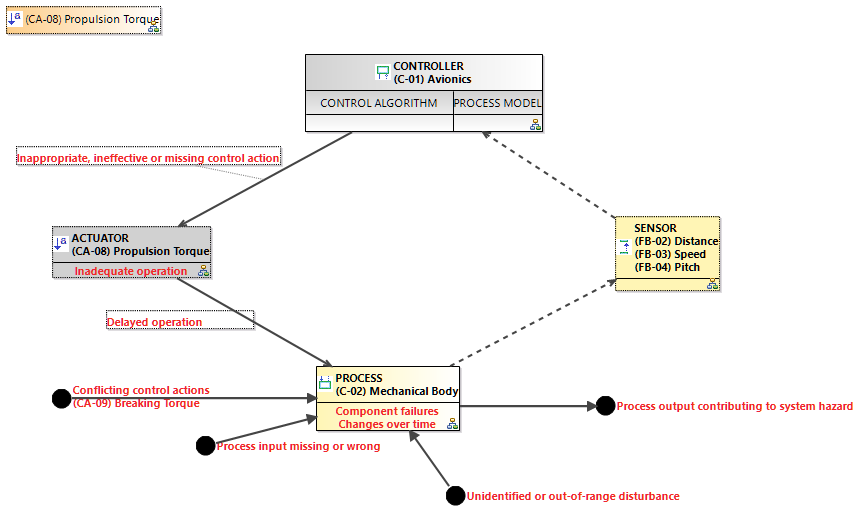 (CA-08) Propulsion Torque
CONTROLLER
(C-01) Avionics
CONTROL ALGORITHM
PROCESS MODEL
Inappropriate, ineffective or missing control action
ACTUATOR
(CA-08) Propulsion Torque
Inadequate operation
SENSOR
(FB-02) Distance
(FB-03) Speed
(FB-04) Pitch
Delayed operation
PROCESS
(C-02) Mechanical Body
Component failures
Changes over time
Conflicting control actions
(CA-09) Breaking Torque
Process input missing or wrong
Process output contributing to system hazard
Unidentified or out-of-range disturbance